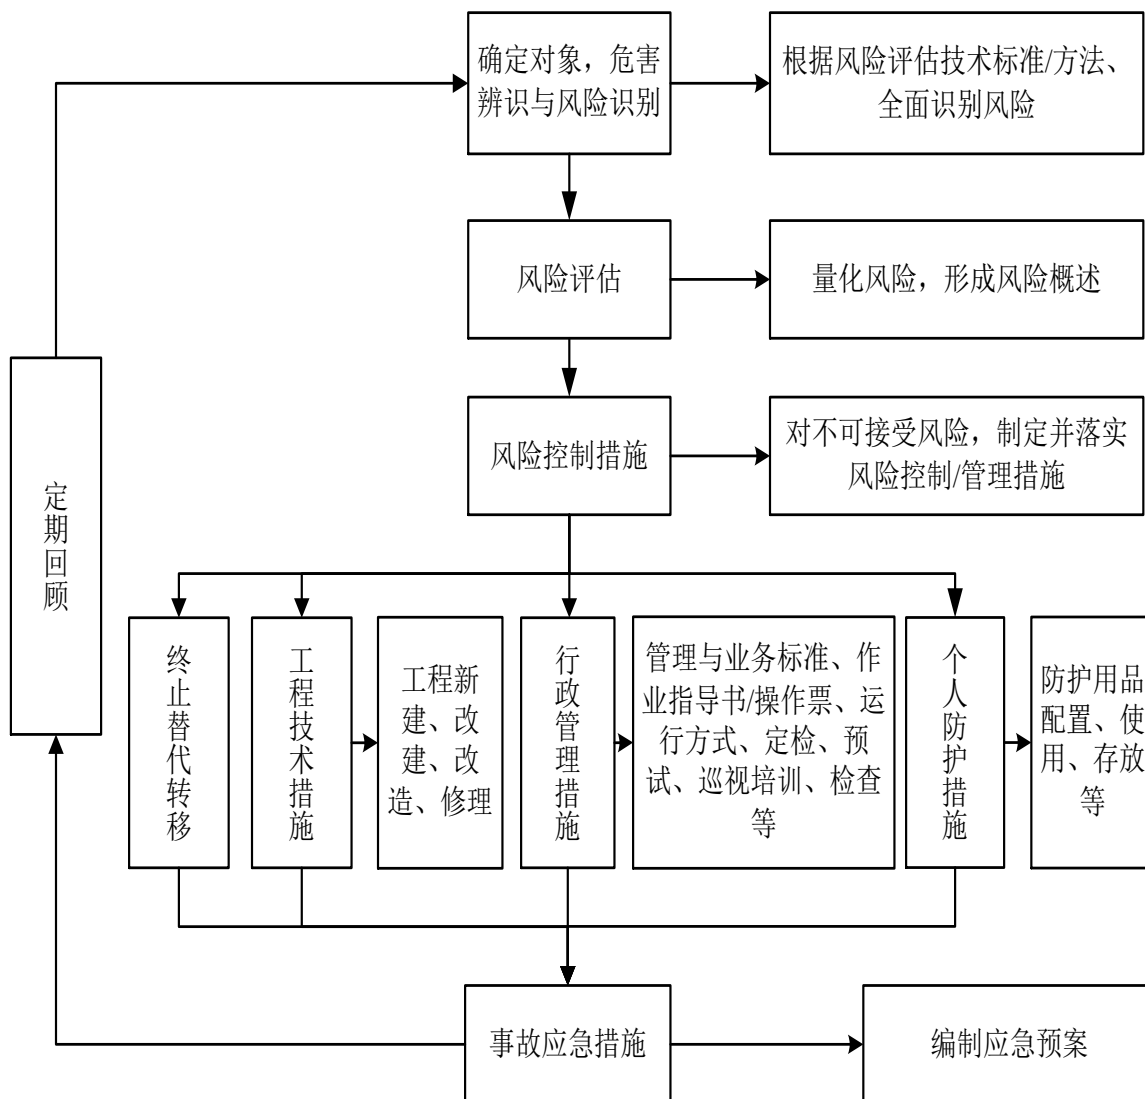 确定对象，危害
辨识与风险识别
根据风险评估技术标准/方法、
全面识别风险
风险评估
量化风险，形成风险概述
风险控制措施
对不可接受风险，制定并落实
风险控制/管理措施
定期回顾
终止替代转移
工程技术措施
工程新
建、改
建、改
造、修理
行政管理措施
管理与业务标准、作
业指导书/操作票、运
行方式、定检、预
试、巡视培训、检查
等
个人防护措施
防护用品
配置、使
用、存放
等
事故应急措施
编制应急预案